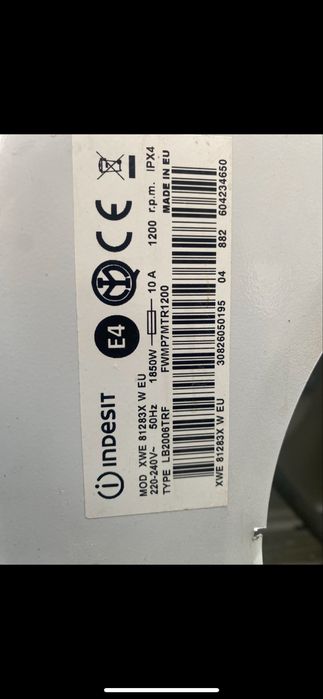 indesit
E4
MOD XWE 81283X W EU
220-240V~ 50Hz 1850W 10 A 1200 r.p.m. IPX4
TYPE LB2006TRF FWMP7MTR1200 MADE IN EU
30826050195 04 882 604234650
XWE 81283X W EU